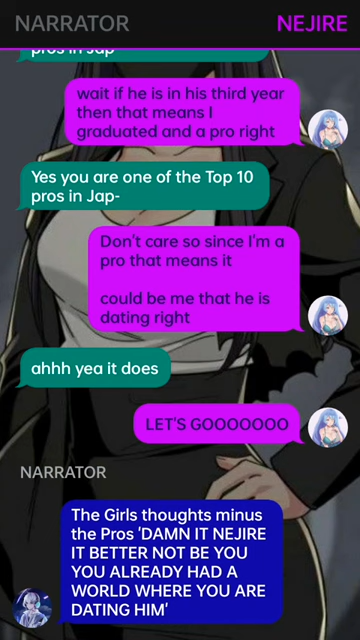 NARRATOR
NEJIRE
pros in Jap
wait if he is in his third year
then that means I
graduated and a pro right
Yes you are one of the Top 10
pros in Jap-
Don't care so since I'm a
pro that means it
could be me that he is
dating right
ahhh yea it does
LET'S GOOOOOOO
NARRATOR
The Girls thoughts minus
the Pros 'DAMN IT NEJIRE
IT BETTER NOT BE YOU
YOU ALREADY HAD A
WORLD WHERE YOU ARE
DATING HIM'